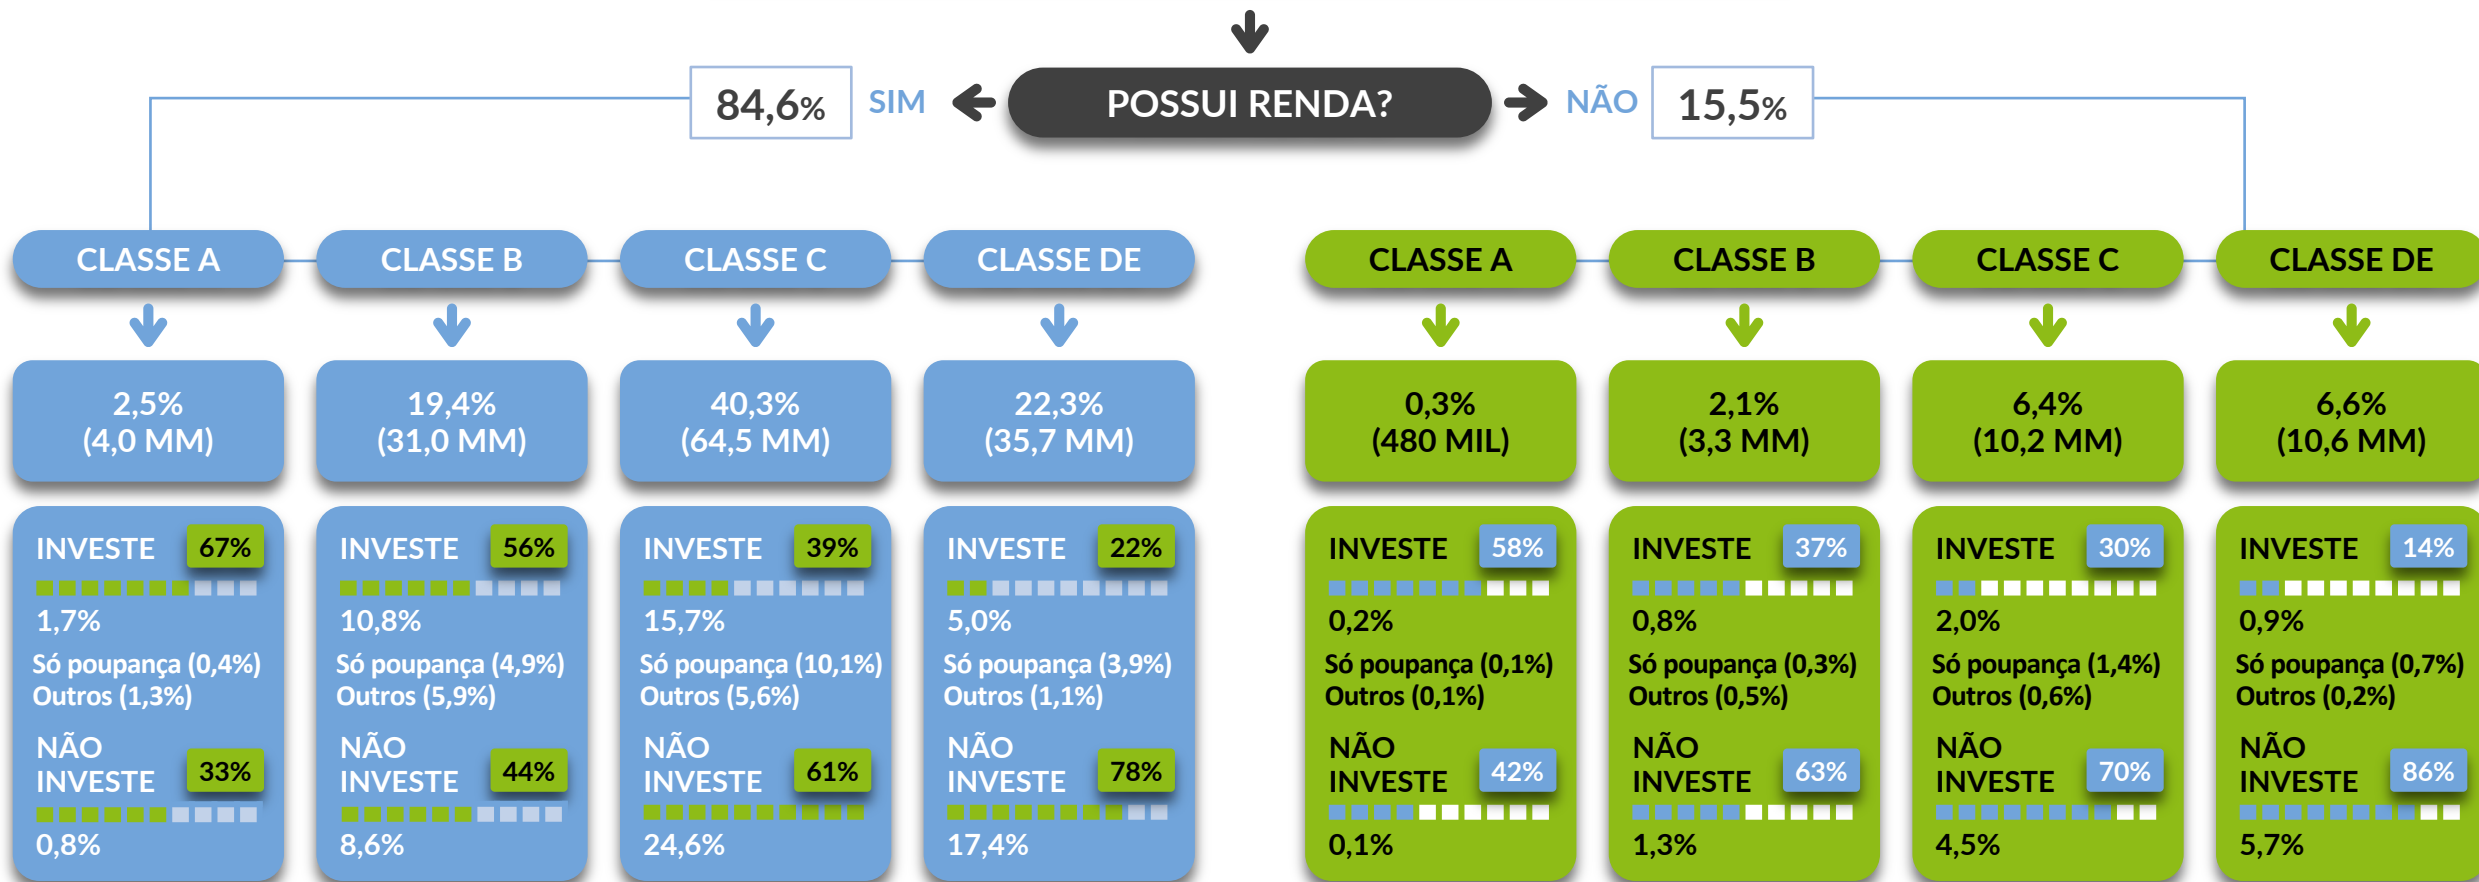 POSSUI RENDA?
84,6% SIM
NÃO 15,5%
CLASSE A
2,5%
(4,0 MM)
INVESTE 67%
1,7%
Só poupança (0,4%)
Outros (1,3%)
NÃO
INVESTE 33%
0,8%
CLASSE B
19,4%
(31,0 MM)
INVESTE 56%
10,8%
Só poupança (4,9%)
Outros (5,9%)
NÃO
INVESTE 44%
8,6%
CLASSE C
40,3%
(64,5 MM)
INVESTE 39%
15,7%
Só poupança (10,1%)
Outros (5,6%)
NÃO
INVESTE 61%
24,6%
CLASSE DE
22,3%
(35,7 MM)
INVESTE 22%
5,0%
Só poupança (3,9%)
Outros (1,1%)
NÃO
INVESTE 78%
17,4%
CLASSE A
0,3%
(480 MIL)
INVESTE 58%
0,2%
Só poupança (0,1%)
Outros (0,1%)
NÃO
INVESTE 42%
0,1%
CLASSE B
2,1%
(3,3 MM)
INVESTE 37%
0,8%
Só poupança (0,3%)
Outros (0,5%)
NÃO
INVESTE 63%
1,3%
CLASSE C
6,4%
(10,2 MM)
INVESTE 30%
2,0%
Só poupança (1,4%)
Outros (0,6%)
NÃO
INVESTE 70%
4,5%
CLASSE DE
6,6%
(10,6 MM)
INVESTE 14%
0,9%
Só poupança (0,7%)
Outros (0,2%)
NÃO
INVESTE 86%
5,7%